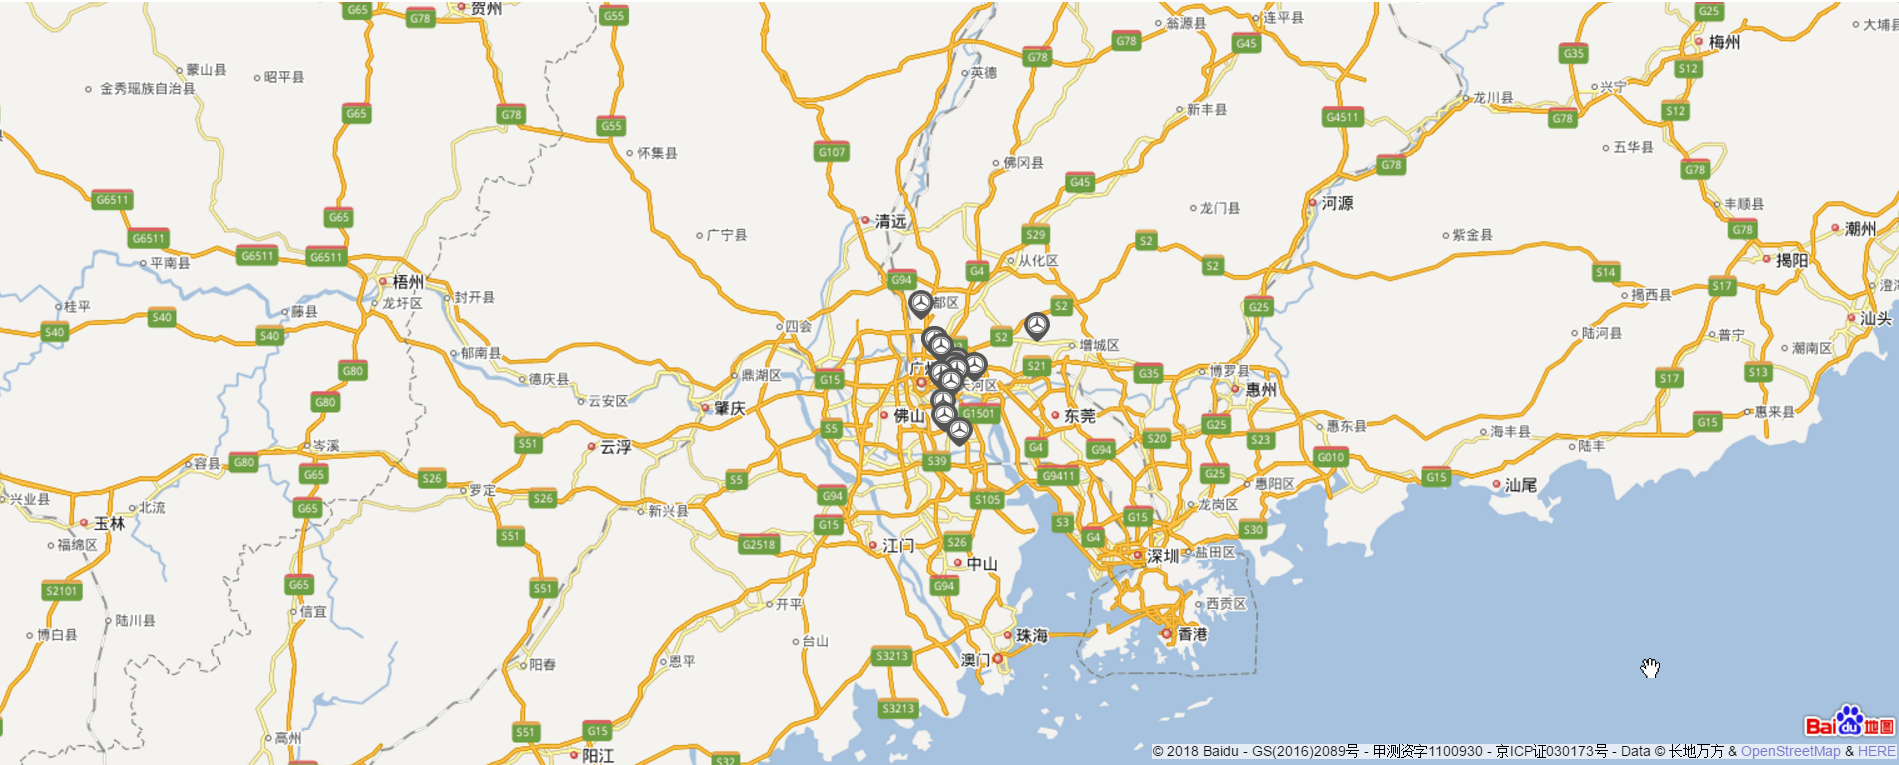 贺州
G65
G78
G55
翁源县
连平县
G25
大埔县
G78
G78
G45
G35
梅州
蒙山县
昭平县
英德
S12
金秀瑶族自治县
兴宁
龙川县
G65
G78
G55
新丰县
G4511
G78
S12
G107
怀集县
佛冈县
五华县
G78
G78
G45
G6511
河源
龙门县
丰顺县
G65
清远
潮州
G78
G6511
广宁县
S29
S2
紫金县
G6511
G6511
平南县
从化区
S2
揭阳
G4
S14
G94
梧州
S17
封开县
揭西县
桂平
龙圩区
都区
S2
G25
藤县
S40
汕头
S40
S40
四会
S2
陆河县
普宁
郁南县
增城区
潮南区
G80
德庆县
鼎湖区
G15
广州
S21
G35
博罗县
S17
S13
天河区
惠州
G80
云安区
肇庆
佛山
G1501
东莞
惠来县
S5
G25
惠东县
G15
S51
岑溪
云浮
G4
G94
S20
S23
海丰县
陆丰
容县
G80
S39
G010
G65
S26
S5
G9411
G25
G15
兴业县
罗定
S26
惠阳区
汕尾
G65
北流
新兴县
G94
S105
龙岗区
玉林
G15
S3
G15
S30
S51
G4
福绵区
G2518
江门
S26
深圳
盐田区
中山
S2101
G65
S51
G94
开平
西贡区
信宜
陆川县
博白县
台山
珠海
香港
阳春
恩平
S3213
澳门
S3213
高州
S51
G15
阳江
S32
Bai地图
© 2018 Baidu - GS(2016)2089号 - 甲测资字1100930 - 京ICP证030173号 - Data © 长地万方 & OpenStreetMap & HERE